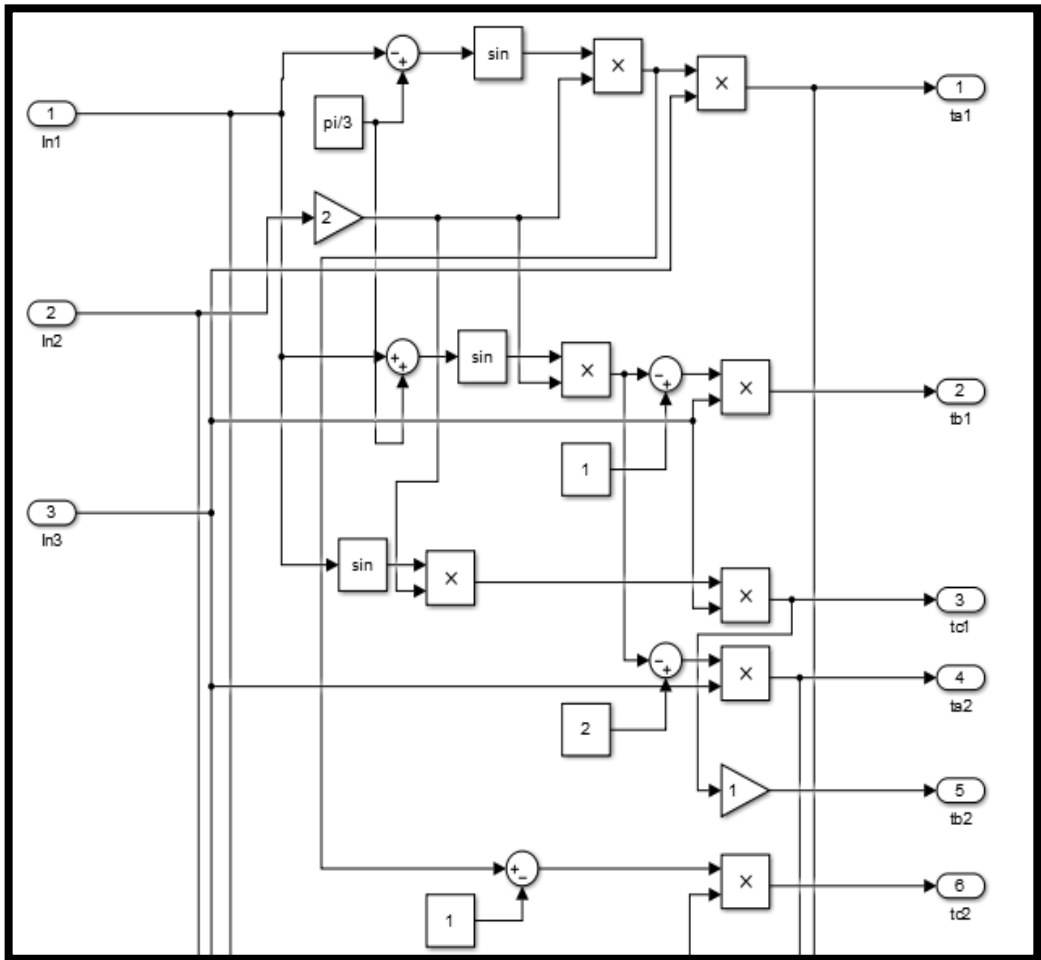 sin
×
×
1
ta1
1
In1
pi/3
2
2
In2
sin
×
×
2
tb1
1
3
In3
sin
×
×
3
tc1
×
4
ta2
2
1
5
tb2
×
6
tc2
1